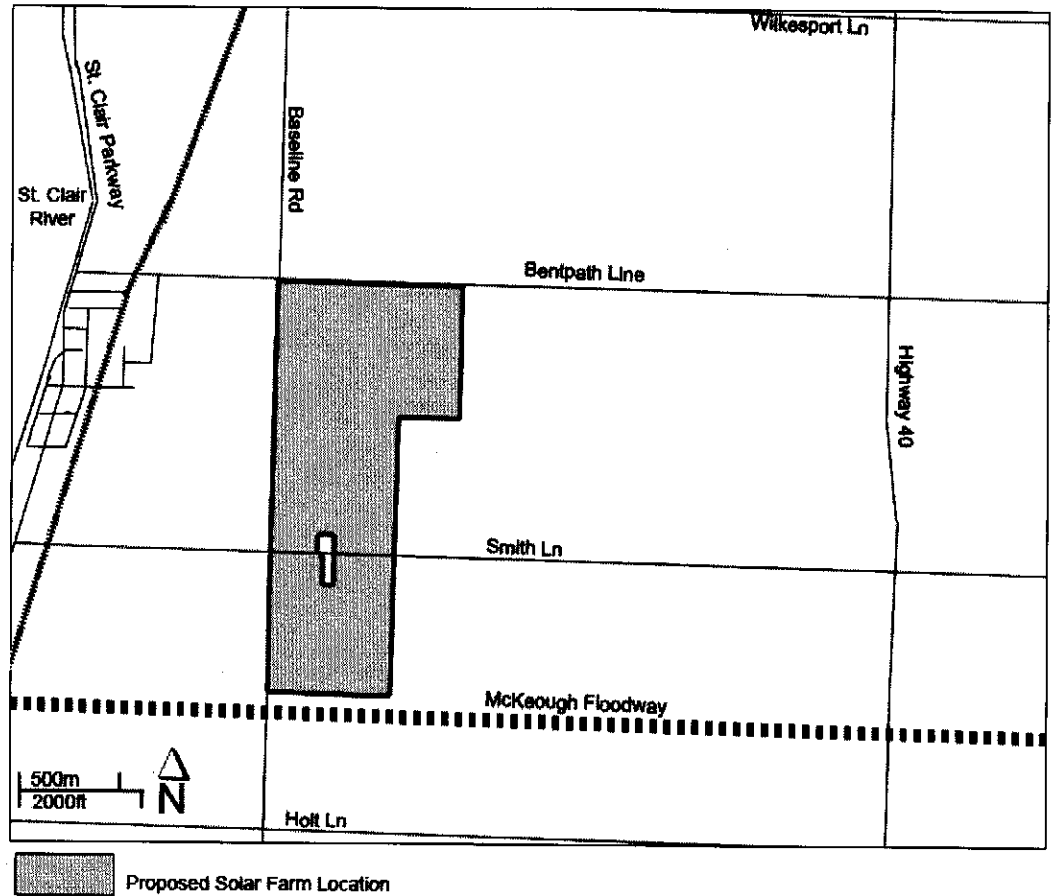 Wilkesport Ln
St. Clair Parkway
Baseline Rd
St. Clair
River
Bentpath Line
Highway 40
Smith Ln
McKeough Floodway
500m
2000ft
N
Holt Ln
Proposed Solar Farm Location